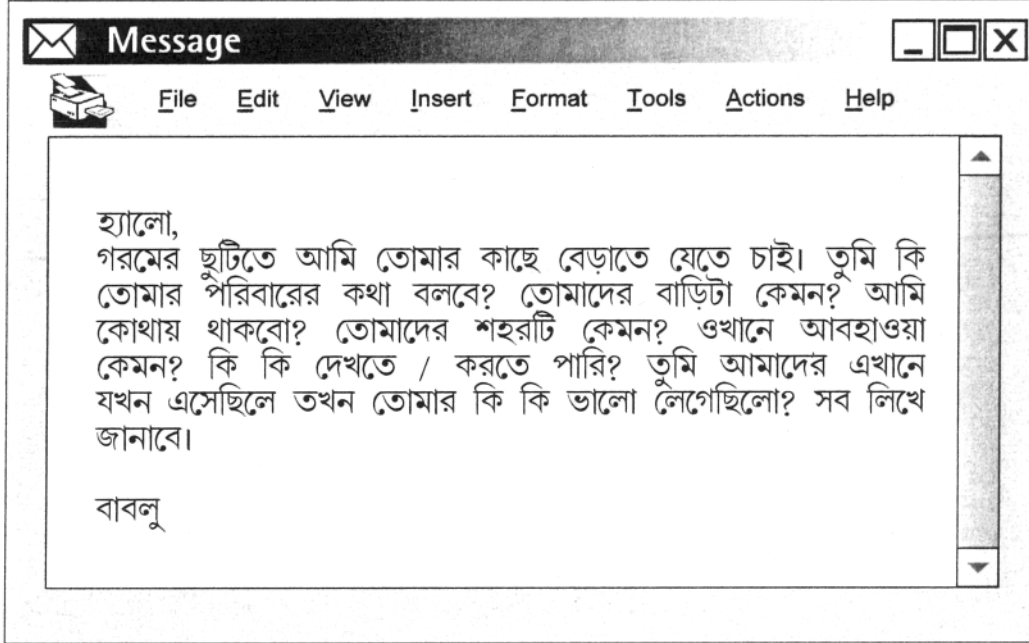 Message
File Edit View Insert Format Tools Actions Help
হ্যালো,
গরমের ছুটিতে আমি তোমার কাছে বেড়াতে যেতে চাই। তুমি কি
তোমার পরিবারের কথা বলবে? তোমাদের বাড়িটা কেমন? আমি
কোথায় থাকবো? তোমাদের শহরটি কেমন? ওখানে আবহাওয়া
কেমন? কি কি দেখতে / করতে পারি? তুমি আমাদের এখানে
যখন এসেছিলে তখন তোমার কি কি ভালো লেগেছিলো? সব লিখে
জানাবে।
বাবলু